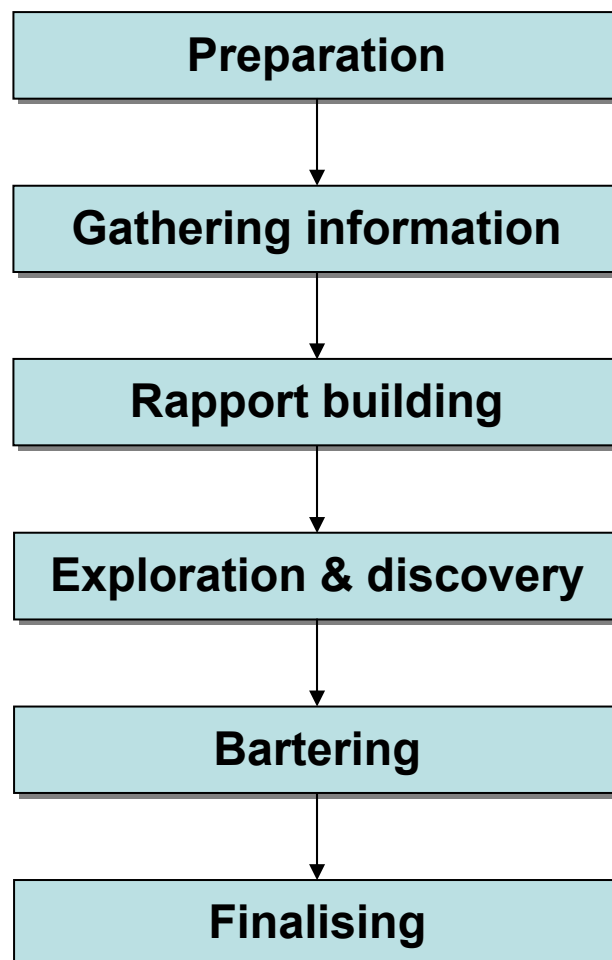 Preparation
Gathering information
Rapport building
Exploration & discovery
Bartering
Finalising